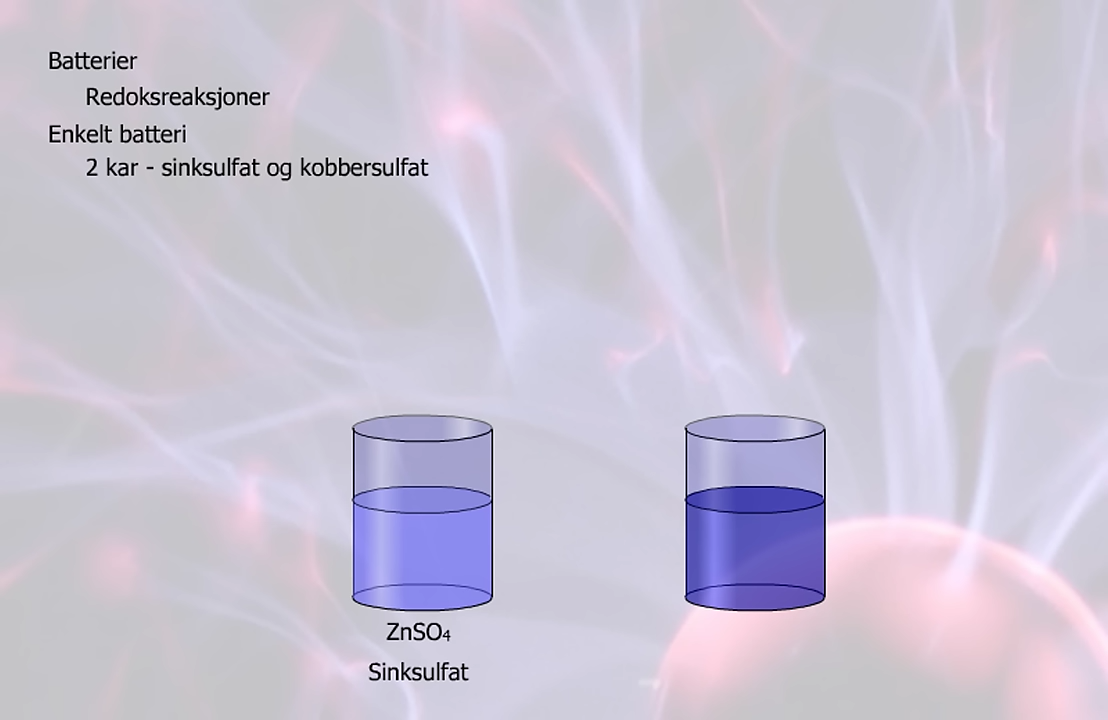 Batterier
Redoksreaksjoner
Enkelt batteri
2 kar - sinksulfat og kobbersulfat
ZnSO₄
Sinksulfat